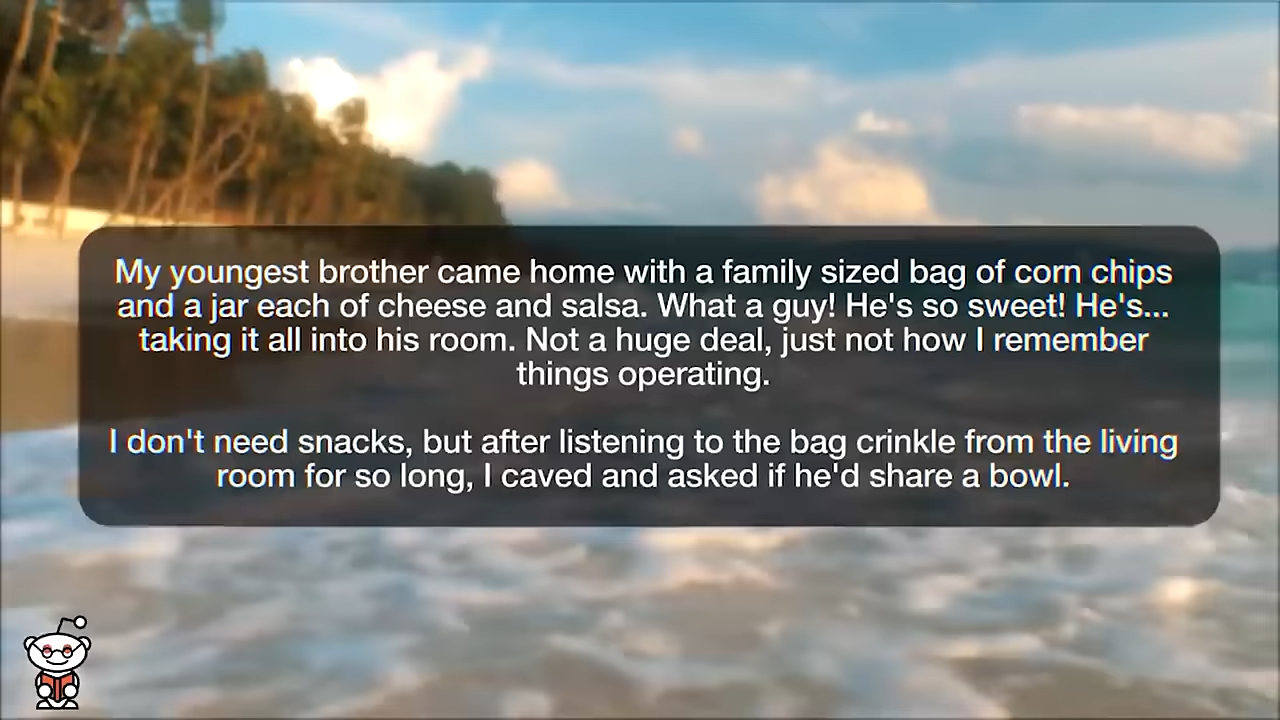 My youngest brother came home with a family sized bag of corn chips
and a jar each of cheese and salsa. What a guy! He's so sweet! He's...
taking it all into his room. Not a huge deal, just not how I remember
things operating.
I don't need snacks, but after listening to the bag crinkle from the living
room for so long, I caved and asked if he'd share a bowl.